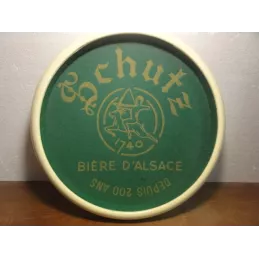 Schutz
1740
BIÈRE D'ALSACE
DEPUIS 200 ANS